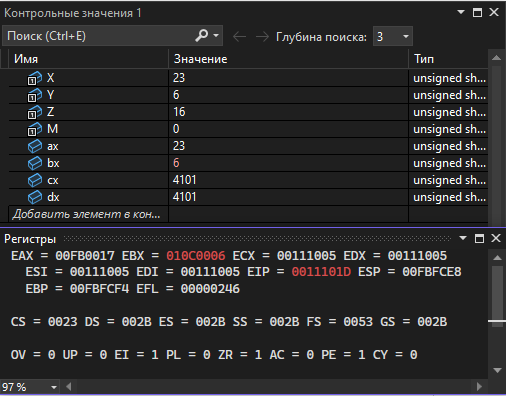 Контрольные значения 1
Поиск (Ctrl+E) Глубина поиска: 3
Имя Значение Тип
X 23 unsigned sh...
Y 6 unsigned sh...
Z 16 unsigned sh...
M 0 unsigned sh...
ax 23 unsigned sh...
bx 6 unsigned sh...
cx 4101 unsigned sh...
dx 4101 unsigned sh...
Добавить элемент в кон...
Регистры
EAX = 00FB0017 EBX = 010C0006 ECX = 00111005 EDX = 00111005
ESI = 00111005 EDI = 00111005 EIP = 0011101D ESP = 00FBFCE8
EBP = 00FBFCF4 EFL = 00000246
CS = 0023 DS = 002B ES = 002B SS = 002B FS = 0053 GS = 002B
OV = 0 UP = 0 EI = 1 PL = 0 ZR = 1 AC = 0 PE = 1 CY = 0
97 %